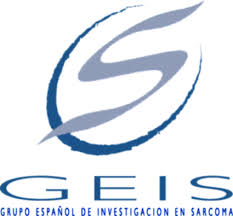 GEIS
GRUPO ESPAÑOL DE INVESTIGACION EN SARCOMA